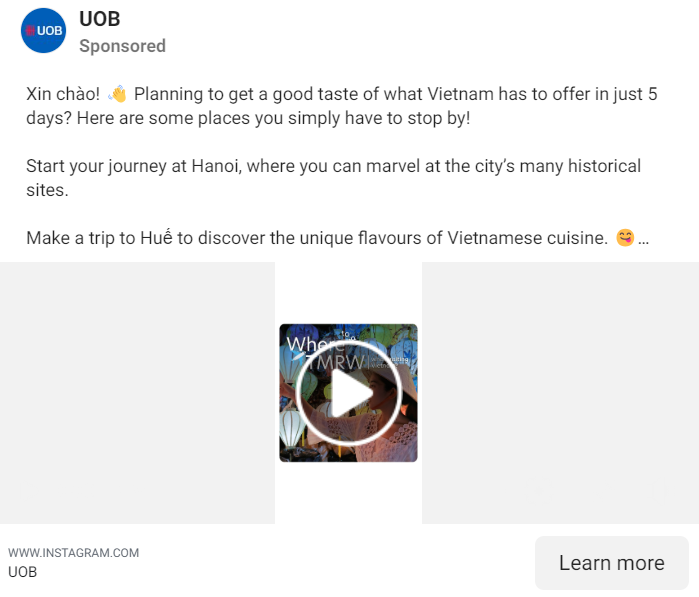 UOB
UOB
Sponsored
Xin chào! 👋 Planning to get a good taste of what Vietnam has to offer in just 5
days? Here are some places you simply have to stop by!
Start your journey at Hanoi, where you can marvel at the city’s many historical
sites.
Make a trip to Huế to discover the unique flavours of Vietnamese cuisine. 😋...
to
Where
TMRW
WWW.INSTAGRAM.COM
UOB
Learn more